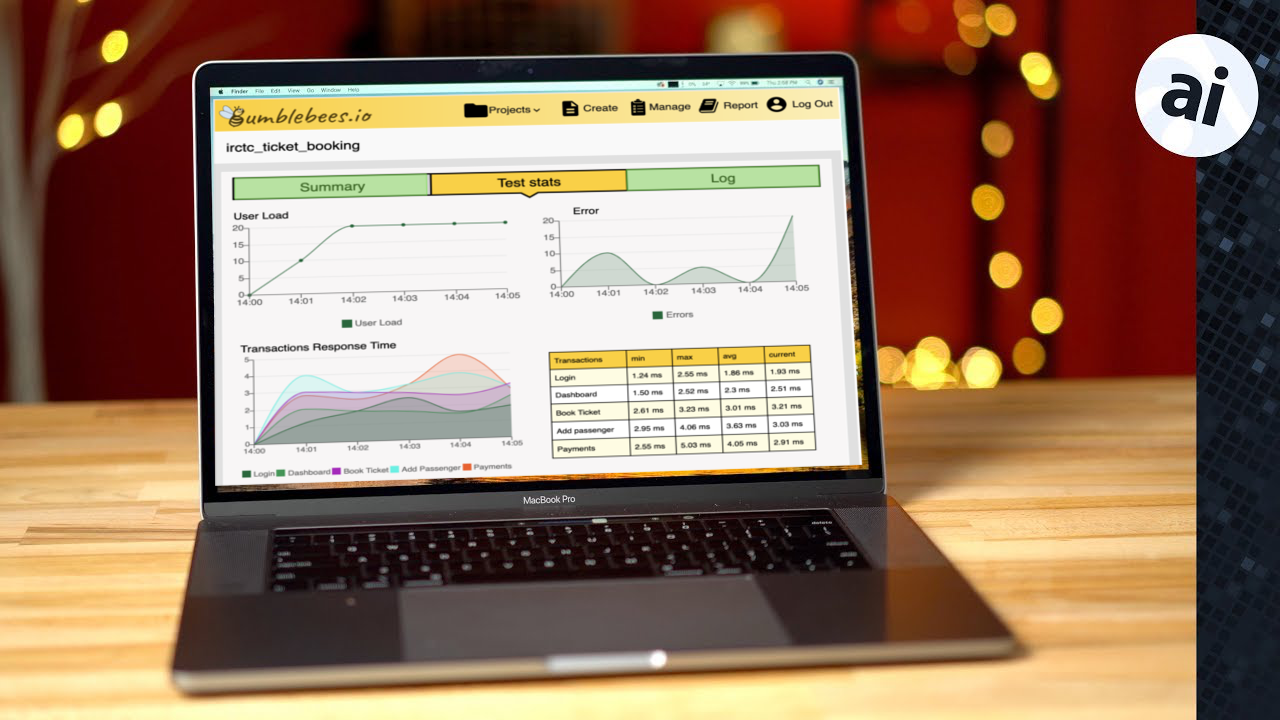 ai
Finder File Edit View Go Window Help
Thu 2:58 PM
Bumblebees.io
Projects Create Manage Report Log Out
irctc_ticket_booking
Summary Test stats Log
User Load
20
15
10
5
0
14:00 14:01 14:02 14:03 14:04 14:05
User Load
Error
20
15
10
5
0
14:00 14:01 14:02 14:03 14:04 14:05
Errors
Transactions Response Time
5
4
3
2
1
0
14:00 14:01 14:02 14:03 14:04 14:05
Login Dashboard Book Ticket Add Passenger Payments
Transactions min max avg current
Login 1.24 ms 2.55 ms 1.86 ms 1.93 ms
Dashboard 1.50 ms 2.52 ms 2.3 ms 2.51 ms
Book Ticket 2.61 ms 3.23 ms 3.01 ms 3.21 ms
Add passenger 2.95 ms 4.06 ms 3.63 ms 3.03 ms
Payments 2.55 ms 5.03 ms 4.05 ms 2.91 ms
MacBook Pro
delete